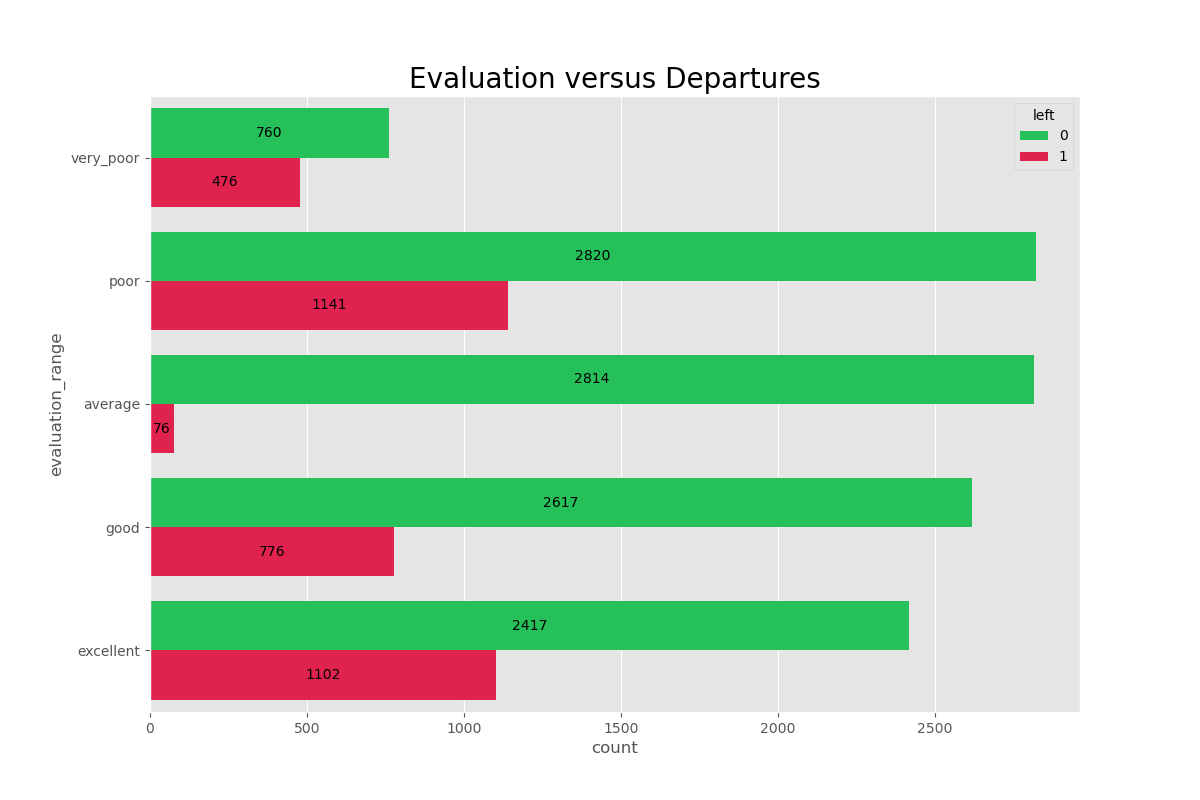 Evaluation versus Departures
left
0
1
very_poor
760
476
poor
2820
1141
average
2814
76
good
2617
776
excellent
2417
1102
evaluation_range
0 500 1000 1500 2000 2500
count